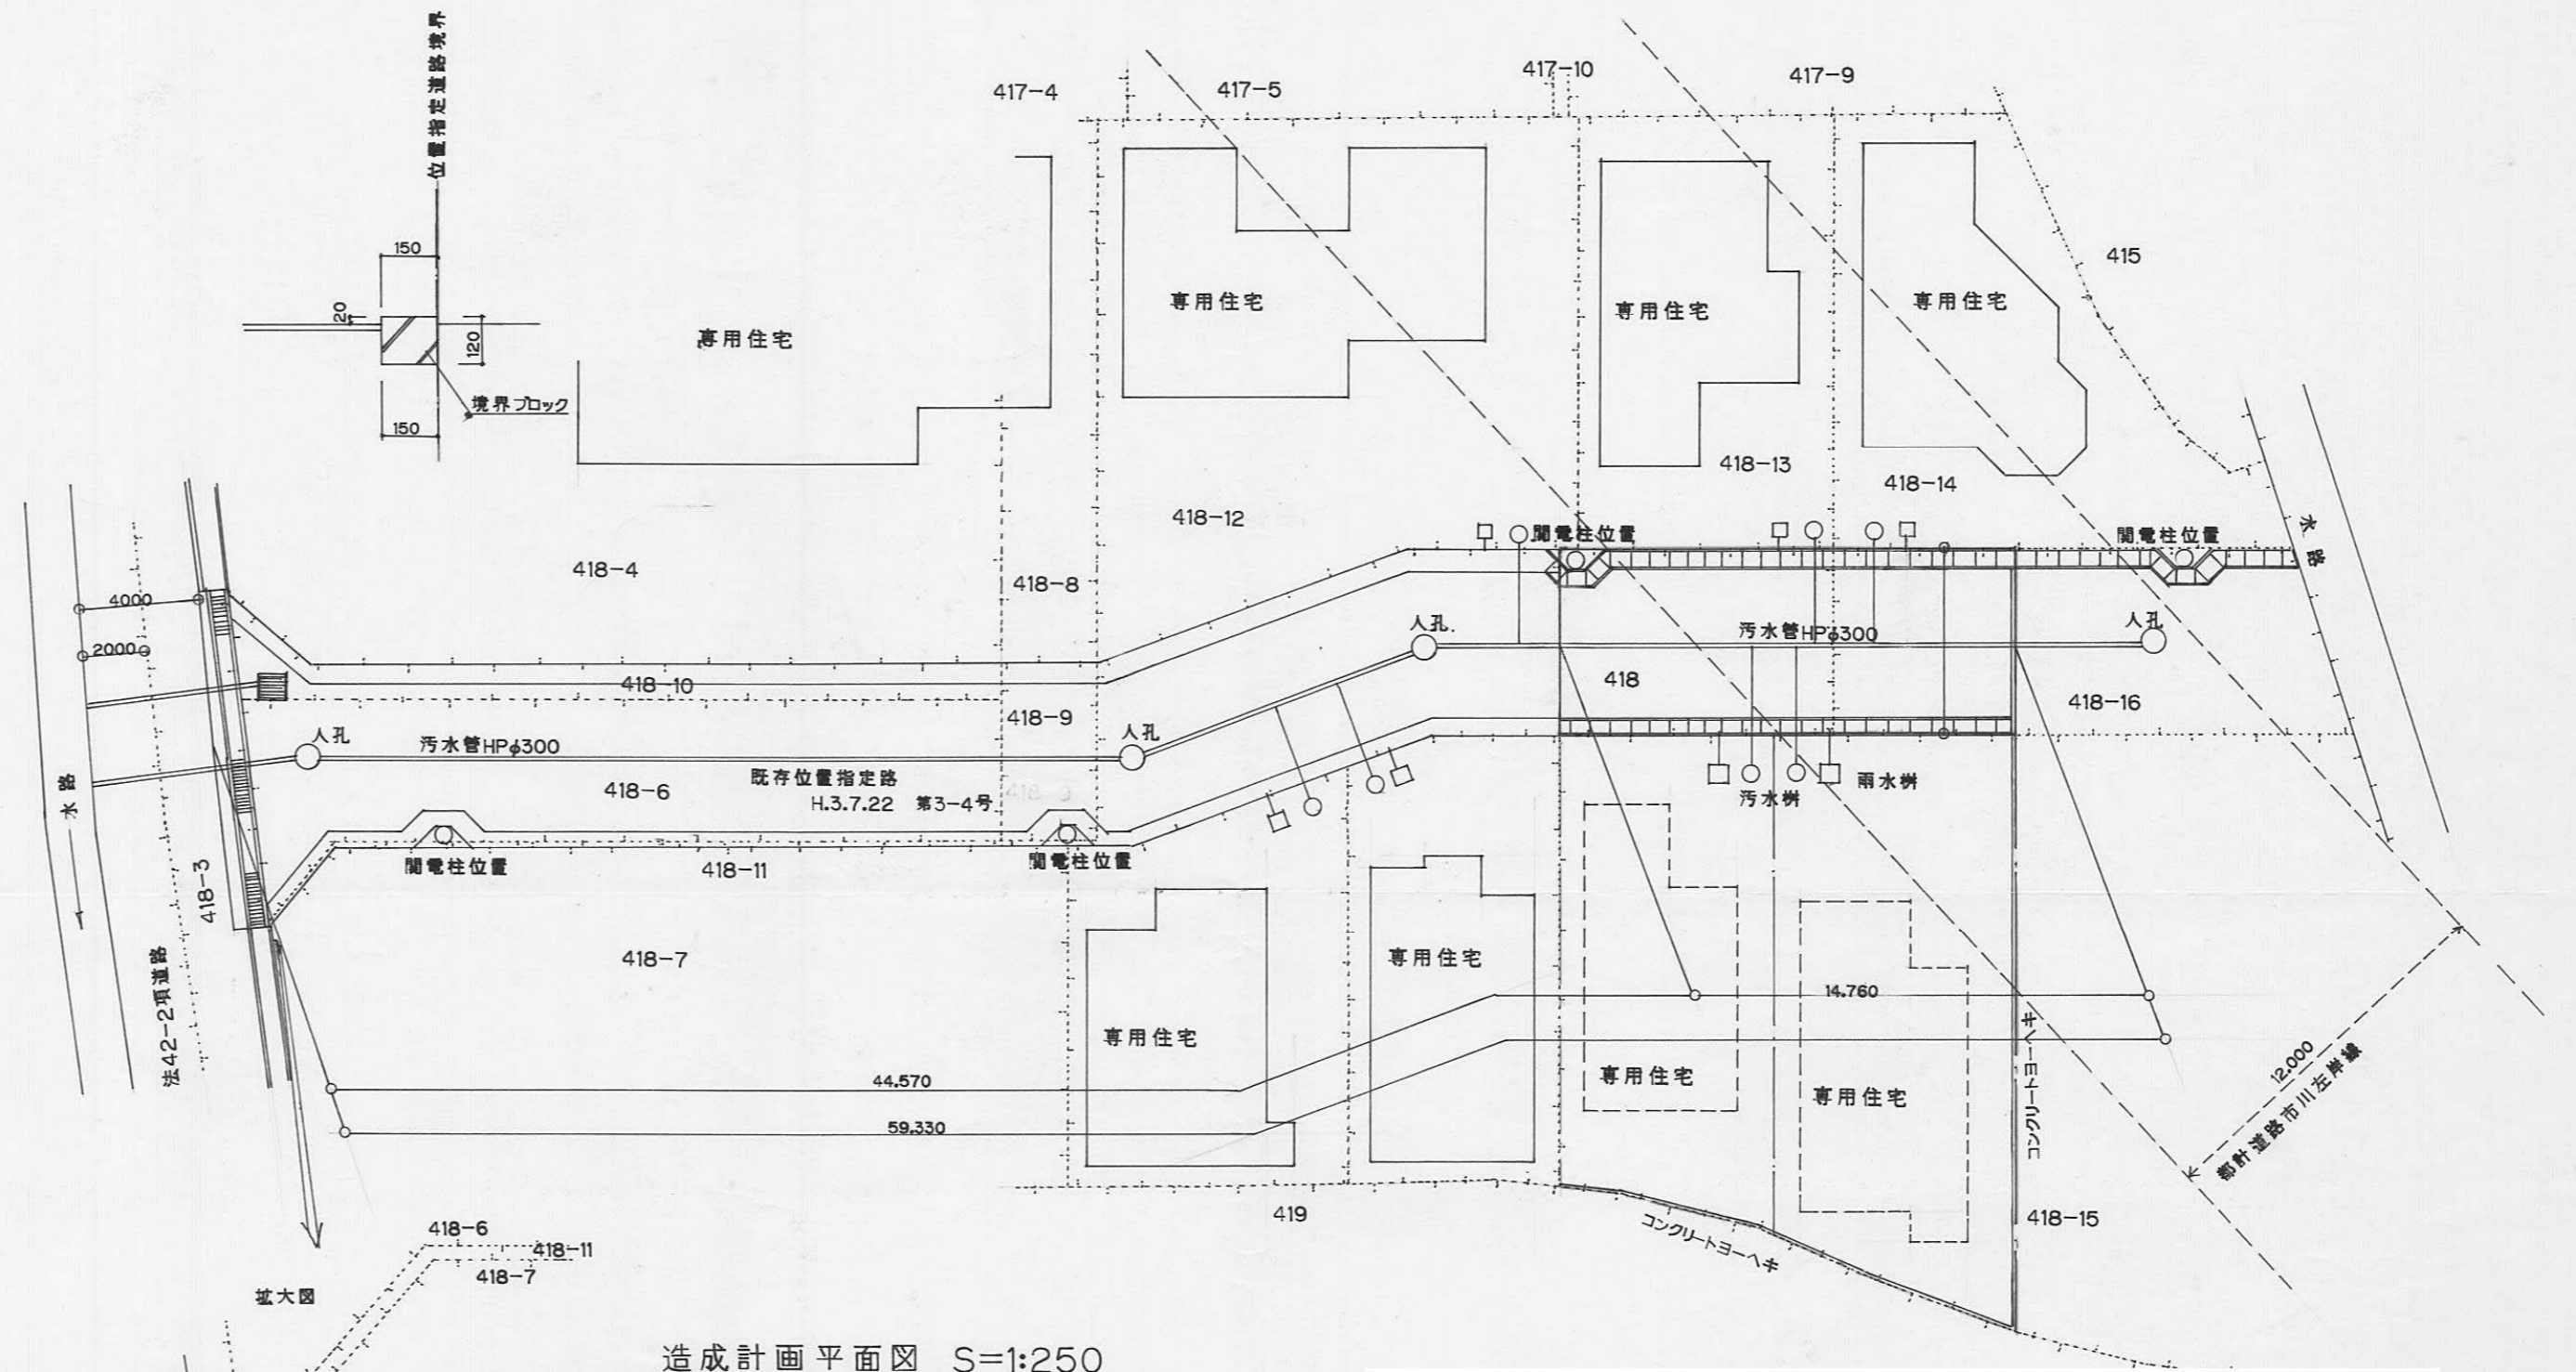 位置指定道路境界
417-4
417-5
417-10
417-9
415
150
20
120
150
境界ブロック
専用住宅
専用住宅
専用住宅
専用住宅
418-13
418-14
418-12
418-4
418-8
関電柱位置
関電柱位置
水路
4000
2000
人孔
汚水管HPφ300
人孔
418-10
418
418-16
418-9
人孔
汚水管HPφ300
人孔
既存位置指定路
H.3.7.22 第3-4号
418-6
水路
汚水桝
雨水桝
関電柱位置
関電柱位置
418-11
418-3
法42-2項道路
418-7
専用住宅
専用住宅
14.760
専用住宅
専用住宅
コンクリートヨーヘキ
12.000
都計道路市川左岸線
44.570
59.330
419
418-15
コンクリートヨーヘキ
418-6
418-11
418-7
拡大図
造成計画平面図 S=1:250